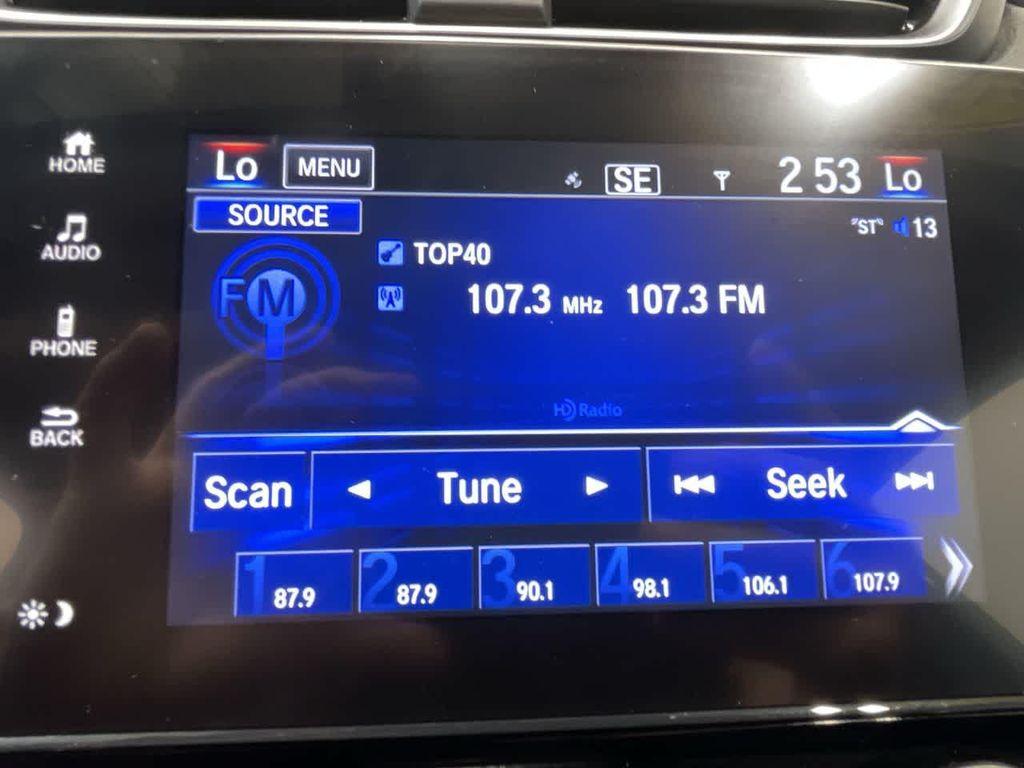 HOME
AUDIO
PHONE
BACK
Lo MENU SE 2 53 Lo
SOURCE "ST" 13
FM TOP40
107.3 MHz 107.3 FM
HD Radio
Scan Tune Seek
1 87.9 2 87.9 3 90.1 4 98.1 5 106.1 6 107.9